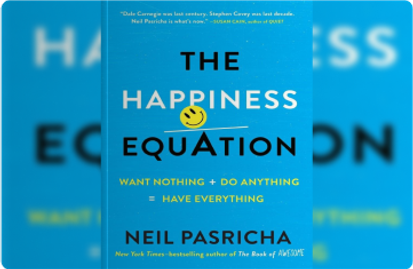 "Dale Carnegie was last century, Stephen Covey was last decade,
Neil Pasricha is what's now." —SUSAN CAIN, author of QUIET
THE
HAPPINESS
EQUATION
WANT NOTHING + DO ANYTHING
= HAVE EVERYTHING
NEIL PASRICHA
New York Times-bestselling author of The Book of AWESOME